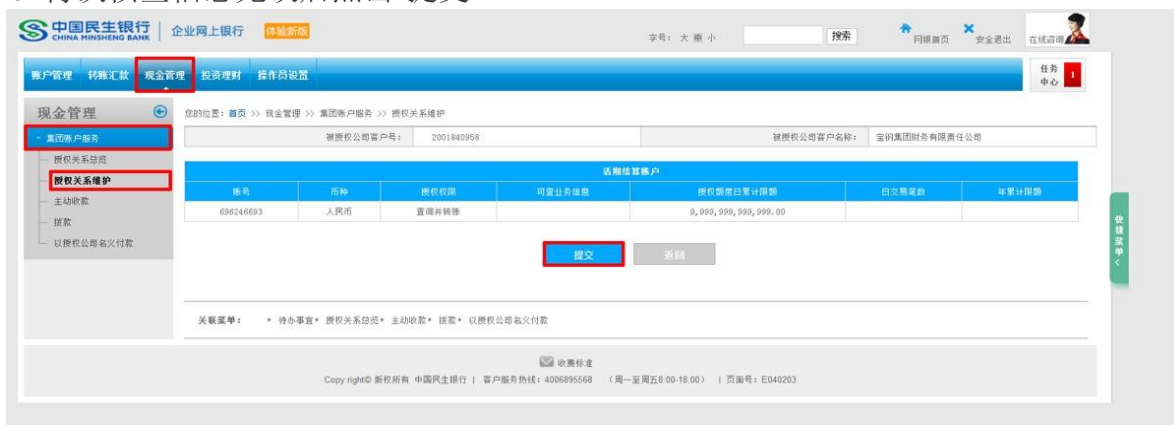 中国民生银行 CHINA MINSHENG BANK 企业网上银行 体验新版
字号： 大 中 小 搜索 网银首页 安全退出 在线咨询
账户管理 转账汇款 现金管理 投资理财 操作员设置 任务中心 1
现金管理
您的位置：首页 >> 现金管理 >> 集团账户服务 >> 授权关系维护
- 集团账户服务
被授权公司客户号： 2001840958 被授权公司客户名称： 宝钢集团财务有限责任公司
授权关系总览
授权关系维护
主动收款
拨款
以授权公司名义付款
活期结算账户
账号 币种 授权权限 可查业务信息 授权额度日累计限额 日交易笔数 年累计限额
696246693 人民币 查询并转账 9,999,999,999,999.00
提交 返回
快捷菜单 <
关联菜单： • 待办事宜 • 授权关系总览 • 主动收款 • 拨款 • 以授权公司名义付款
收费标准
Copy right© 版权所有 中国民生银行 | 客户服务热线：4006895568 （周一至周五8:00-18:00） | 页面号：E040203